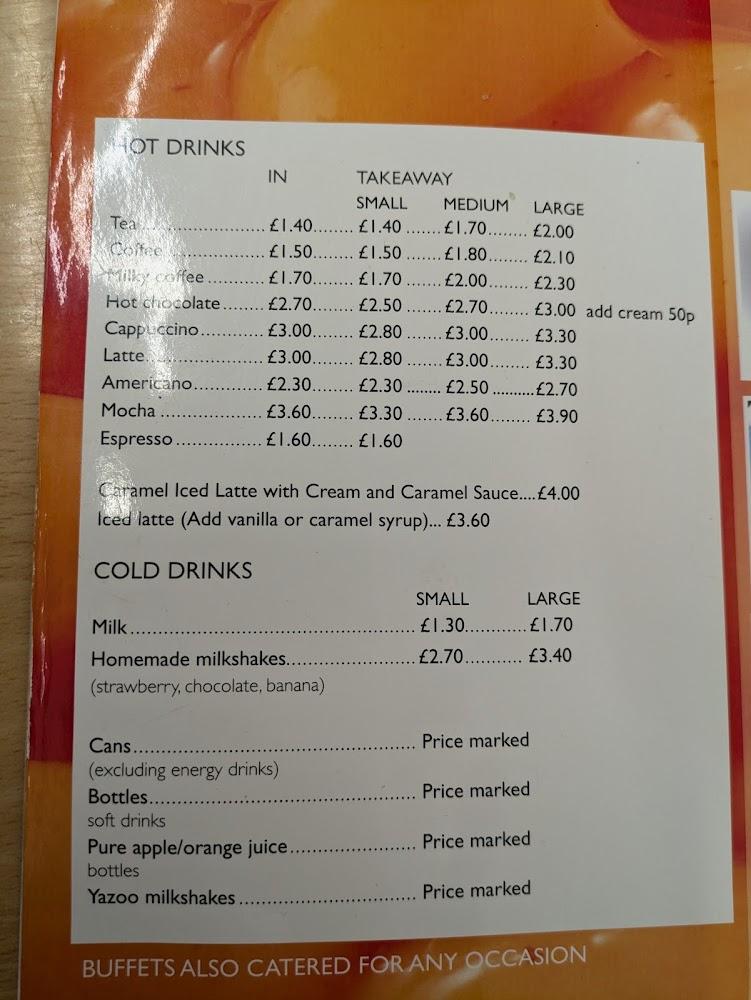 HOT DRINKS
IN TAKEAWAY
SMALL MEDIUM LARGE
Tea........................ £1.40........ £1.40 ....... £1.70........ £2.00
Coffee .................... £1.50........ £1.50 ....... £1.80........ £2.10
Milky coffee ........... £1.70........ £1.70 ....... £2.00........ £2.30
Hot chocolate........ £2.70........ £2.50 ....... £2.70........ £3.00 add cream 50p
Cappuccino............ £3.00........ £2.80 ....... £3.00........ £3.30
Latte....................... £3.00........ £2.80 ....... £3.00........ £3.30
Americano............. £2.30........ £2.30 ........ £2.50 ..........£2.70
Mocha ................... £3.60........ £3.30 ....... £3.60........ £3.90
Espresso ................ £1.60........ £1.60
Caramel Iced Latte with Cream and Caramel Sauce....£4.00
Iced latte (Add vanilla or caramel syrup)... £3.60
COLD DRINKS
SMALL LARGE
Milk ...................................................... £1.30............ £1.70
Homemade milkshakes........................ £2.70........... £3.40
(strawberry, chocolate, banana)
Cans ...................................................... Price marked
(excluding energy drinks)
Bottles................................................... Price marked
soft drinks
Pure apple/orange juice ........................ Price marked
bottles
Yazoo milkshakes .................................. Price marked
BUFFETS ALSO CATERED FOR ANY OCCASION